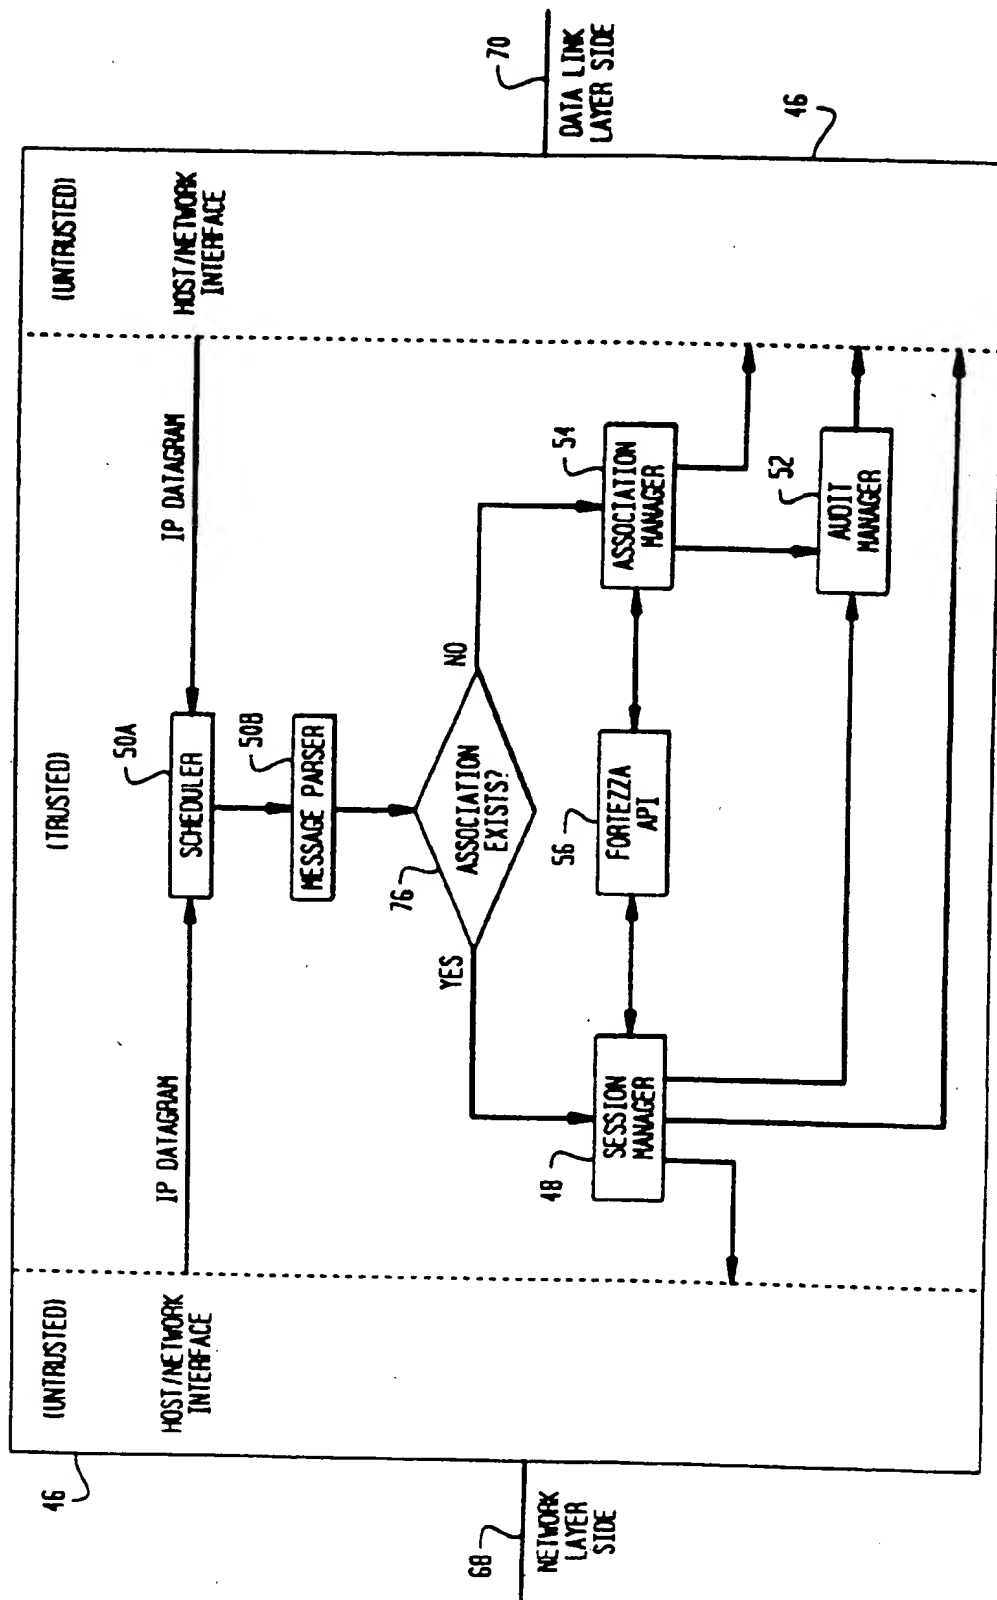 (UNTRUSTED)
HOST/NETWORK
INTERFACE
46
68
NETWORK
LAYER
SIDE
(TRUSTED)
IP DATAGRAM
50A
SCHEDULER
IP DATAGRAM
50B
MESSAGE PARSER
76
ASSOCIATION
EXISTS?
YES
NO
48
SESSION
MANAGER
56
FORTEZZA
API
54
ASSOCIATION
MANAGER
52
AUDIT
MANAGER
(UNTRUSTED)
HOST/NETWORK
INTERFACE
70
DATA LINK
LAYER SIDE
46